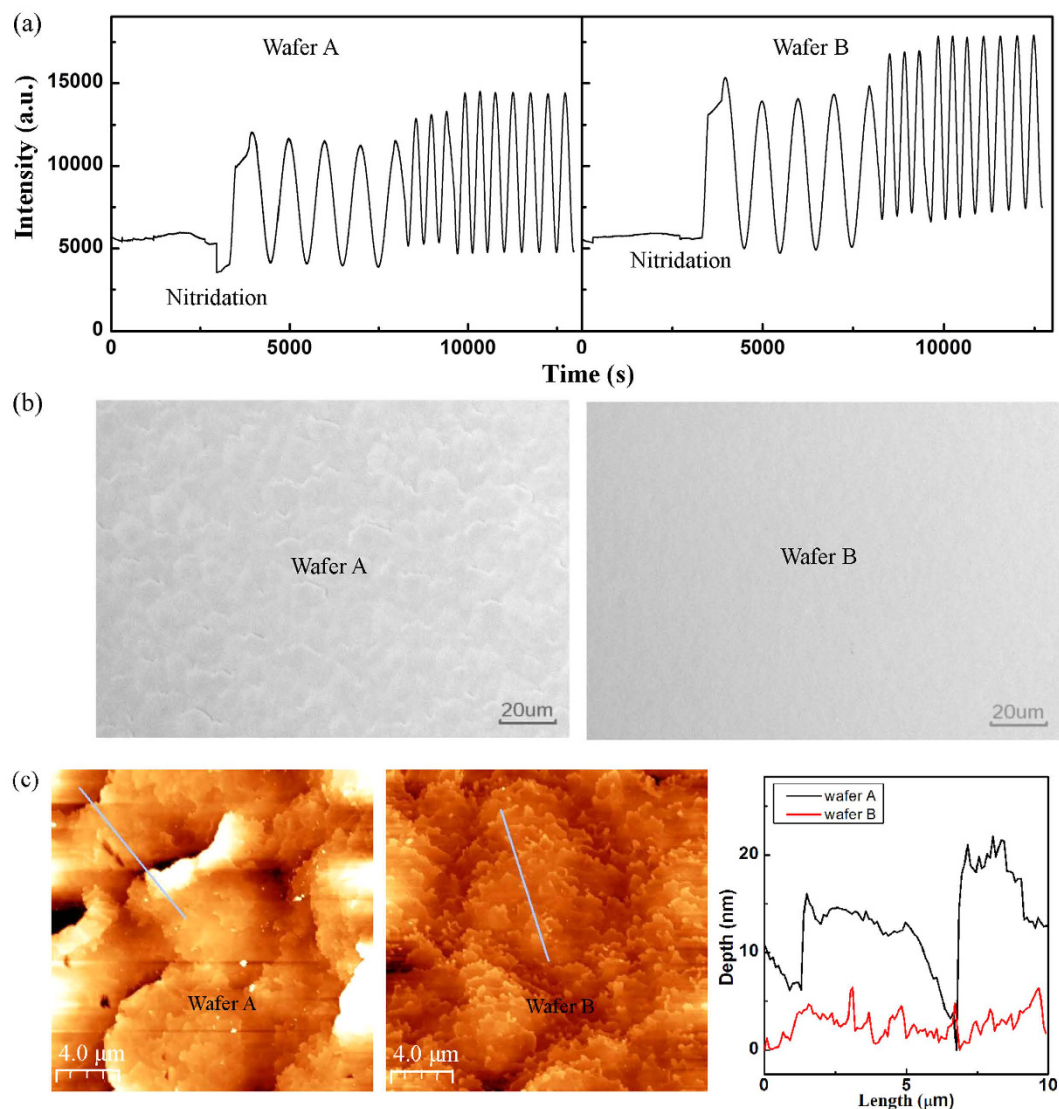 (a)
Wafer A
Wafer B
Intensity (a.u.)
15000
10000
5000
0
Nitridation
Nitridation
0
5000
10000
0
5000
10000
Time (s)
(b)
Wafer A
20um
Wafer B
20um
(c)
Wafer A
4.0 μm
Wafer B
4.0 μm
wafer A
wafer B
Depth (nm)
20
10
0
0
5
10
Length (μm)